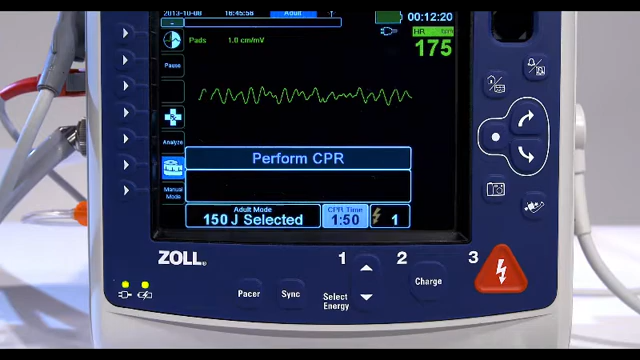 2013-10-08 16:45:58 Adult 00:12:20
Pads 1.0 cm/mV
HR
175
Pause
Analyze
Manual
Mode
Perform CPR
Adult Mode
150 J Selected
CPR Time
1:50
1
ZOLL
1 2 3
Pacer
Sync
Select
Energy
Charge